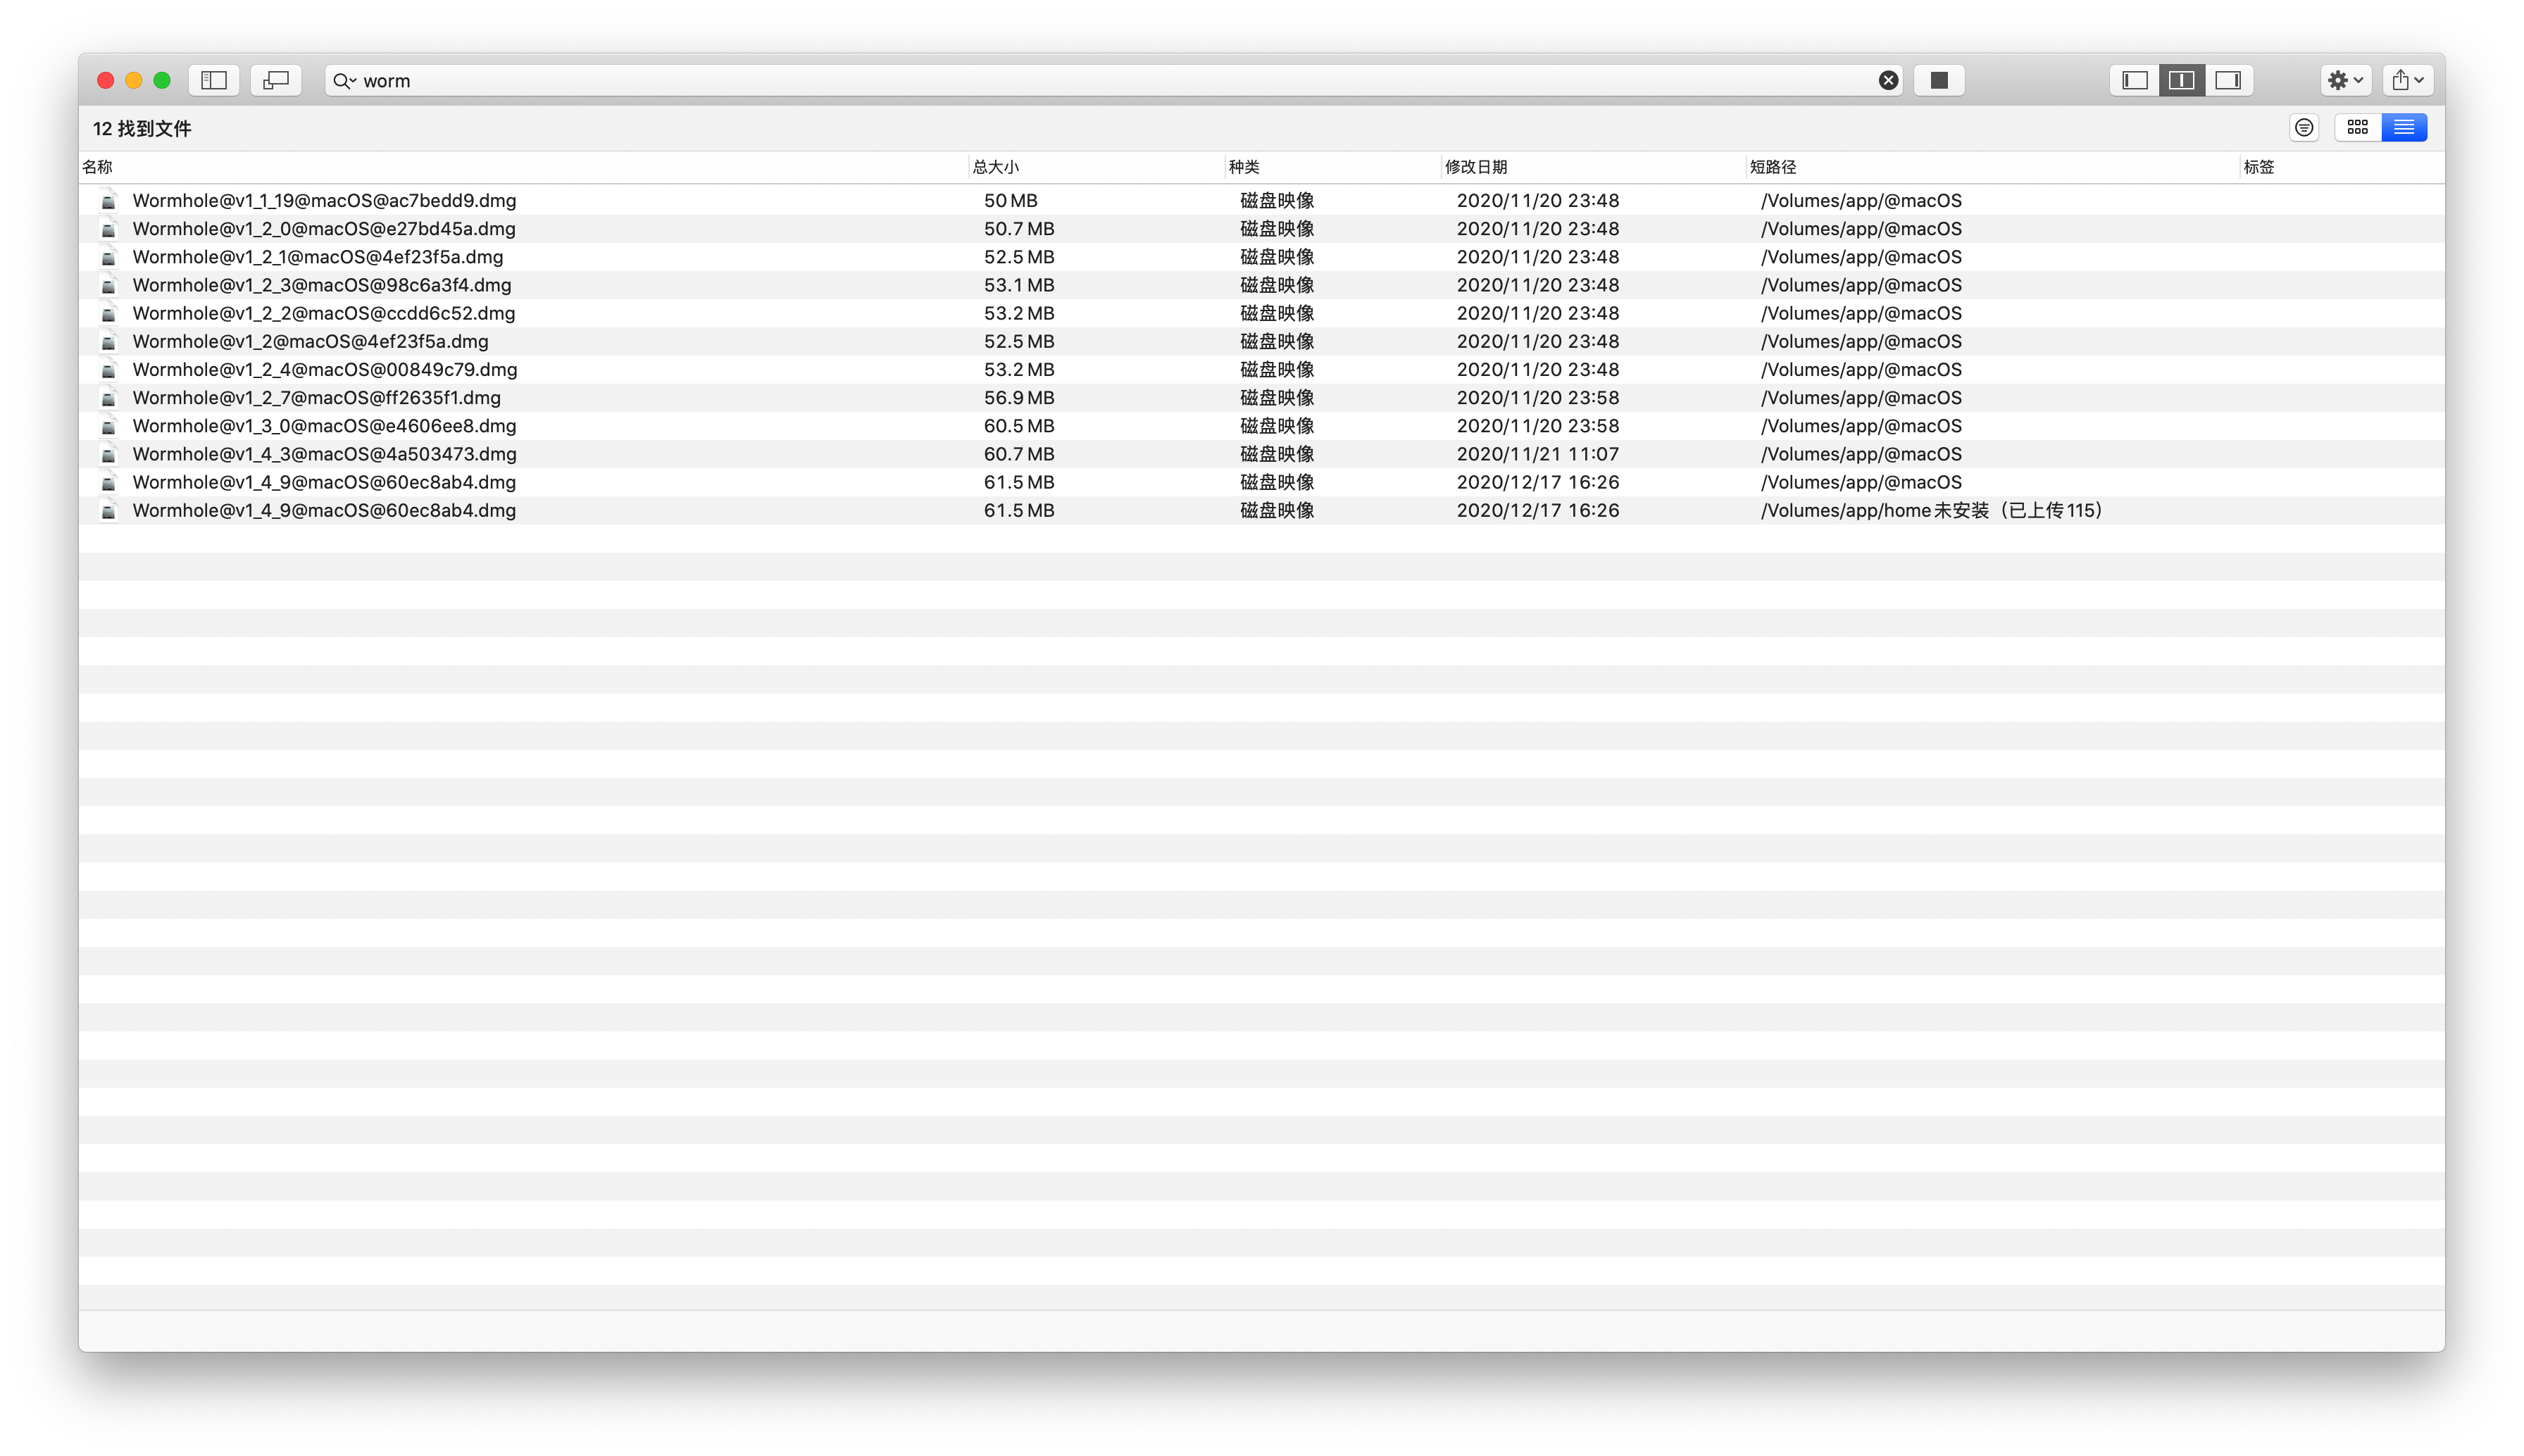 worm
12 找到文件
名称 总大小 种类 修改日期 短路径 标签
Wormhole@v1_1_19@macOS@ac7bedd9.dmg 50 MB 磁盘映像 2020/11/20 23:48 /Volumes/app/@macOS
Wormhole@v1_2_0@macOS@e27bd45a.dmg 50.7 MB 磁盘映像 2020/11/20 23:48 /Volumes/app/@macOS
Wormhole@v1_2_1@macOS@4ef23f5a.dmg 52.5 MB 磁盘映像 2020/11/20 23:48 /Volumes/app/@macOS
Wormhole@v1_2_3@macOS@98c6a3f4.dmg 53.1 MB 磁盘映像 2020/11/20 23:48 /Volumes/app/@macOS
Wormhole@v1_2_2@macOS@ccdd6c52.dmg 53.2 MB 磁盘映像 2020/11/20 23:48 /Volumes/app/@macOS
Wormhole@v1_2@macOS@4ef23f5a.dmg 52.5 MB 磁盘映像 2020/11/20 23:48 /Volumes/app/@macOS
Wormhole@v1_2_4@macOS@00849c79.dmg 53.2 MB 磁盘映像 2020/11/20 23:48 /Volumes/app/@macOS
Wormhole@v1_2_7@macOS@ff2635f1.dmg 56.9 MB 磁盘映像 2020/11/20 23:58 /Volumes/app/@macOS
Wormhole@v1_3_0@macOS@e4606ee8.dmg 60.5 MB 磁盘映像 2020/11/20 23:58 /Volumes/app/@macOS
Wormhole@v1_4_3@macOS@4a503473.dmg 60.7 MB 磁盘映像 2020/11/21 11:07 /Volumes/app/@macOS
Wormhole@v1_4_9@macOS@60ec8ab4.dmg 61.5 MB 磁盘映像 2020/12/17 16:26 /Volumes/app/@macOS
Wormhole@v1_4_9@macOS@60ec8ab4.dmg 61.5 MB 磁盘映像 2020/12/17 16:26 /Volumes/app/home未安装（已上传115）